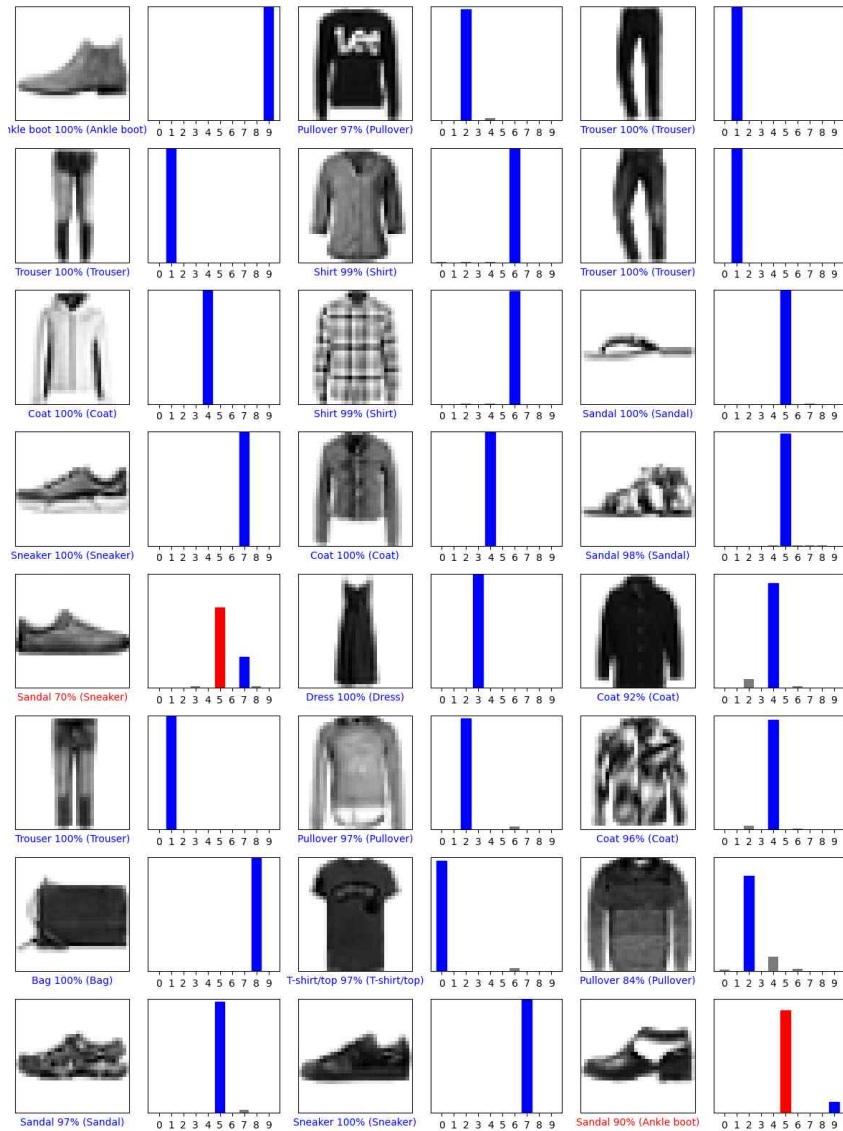 Lee
0 1 2 3 4 5 6 7 8 9 0 1 2 3 4 5 6 7 8 9 0 1 2 3 4 5 6 7 8 9
nkle boot 100% (Ankle boot) Pullover 97% (Pullover) Trouser 100% (Trouser)
0 1 2 3 4 5 6 7 8 9 0 1 2 3 4 5 6 7 8 9 0 1 2 3 4 5 6 7 8 9
Trouser 100% (Trouser) Shirt 99% (Shirt) Trouser 100% (Trouser)
0 1 2 3 4 5 6 7 8 9 0 1 2 3 4 5 6 7 8 9 0 1 2 3 4 5 6 7 8 9
Coat 100% (Coat) Shirt 99% (Shirt) Sandal 100% (Sandal)
0 1 2 3 4 5 6 7 8 9 0 1 2 3 4 5 6 7 8 9 0 1 2 3 4 5 6 7 8 9
Sneaker 100% (Sneaker) Coat 100% (Coat) Sandal 98% (Sandal)
0 1 2 3 4 5 6 7 8 9 0 1 2 3 4 5 6 7 8 9 0 1 2 3 4 5 6 7 8 9
Sandal 70% (Sneaker) Dress 100% (Dress) Coat 92% (Coat)
0 1 2 3 4 5 6 7 8 9 0 1 2 3 4 5 6 7 8 9 0 1 2 3 4 5 6 7 8 9
Trouser 100% (Trouser) Pullover 97% (Pullover) Coat 96% (Coat)
0 1 2 3 4 5 6 7 8 9 0 1 2 3 4 5 6 7 8 9 0 1 2 3 4 5 6 7 8 9
Bag 100% (Bag) T-shirt/top 97% (T-shirt/top) Pullover 84% (Pullover)
0 1 2 3 4 5 6 7 8 9 0 1 2 3 4 5 6 7 8 9 0 1 2 3 4 5 6 7 8 9
Sandal 97% (Sandal) Sneaker 100% (Sneaker) Sandal 90% (Ankle boot)